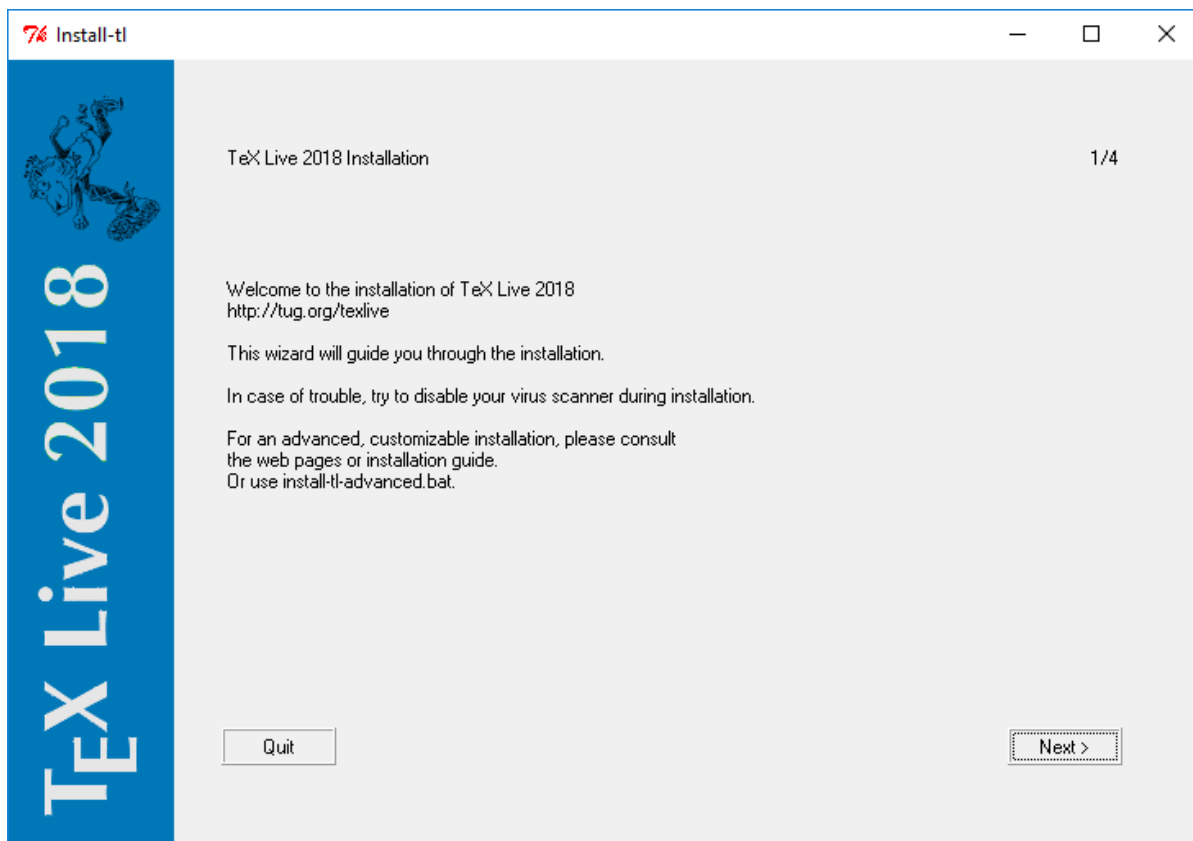 Install-tl
TeX Live 2018
TeX Live 2018 Installation
1/4
Welcome to the installation of TeX Live 2018
http://tug.org/texlive
This wizard will guide you through the installation.
In case of trouble, try to disable your virus scanner during installation.
For an advanced, customizable installation, please consult
the web pages or installation guide.
Or use install-tl-advanced.bat.
Quit
Next >